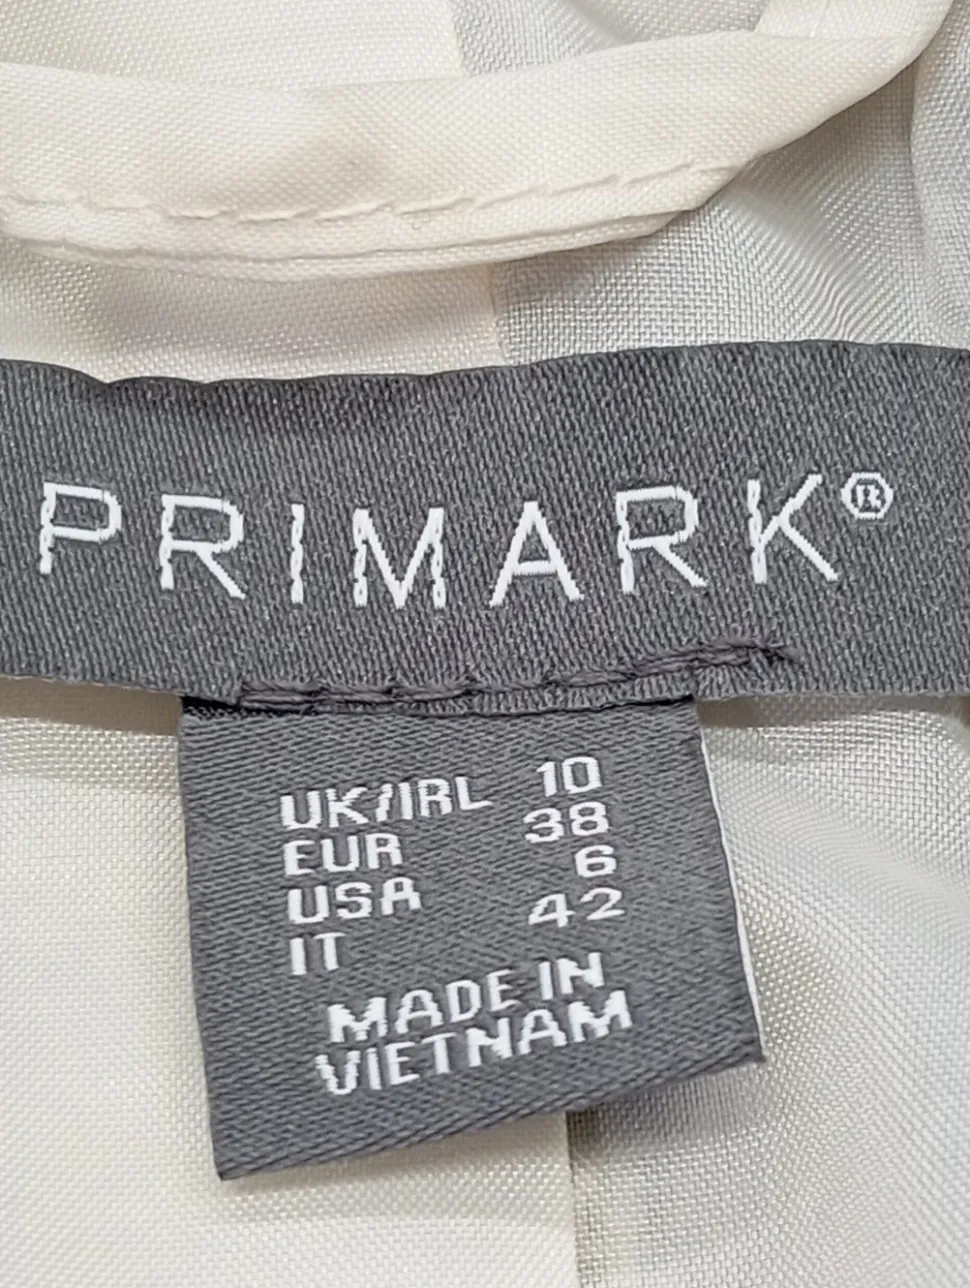 PRIMARK®
UK/IRL 10
EUR 38
USA 6
IT 42
MADE IN
VIETNAM